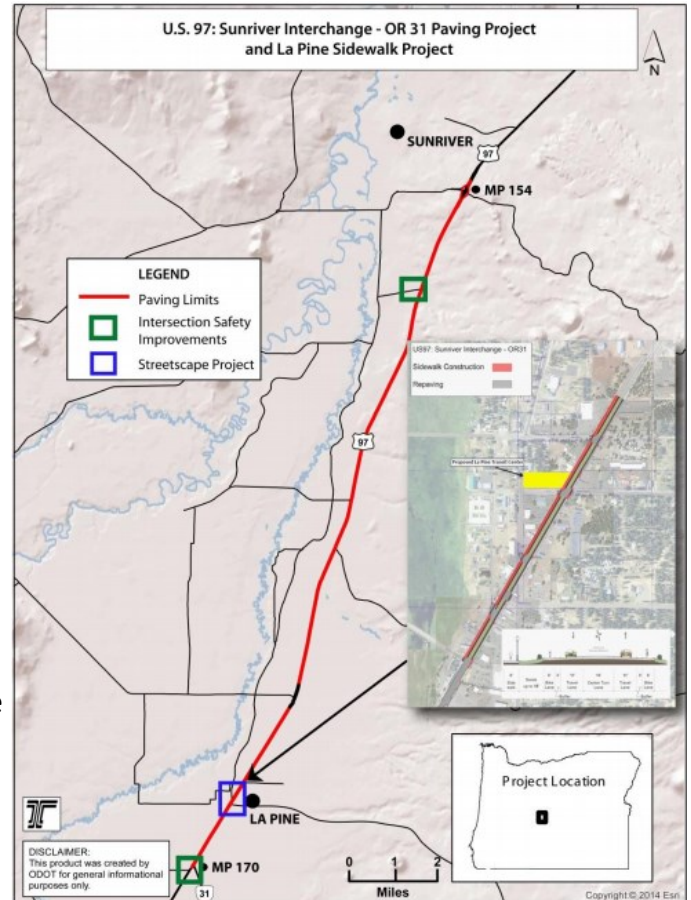 U.S. 97: Sunriver Interchange - OR 31 Paving Project
and La Pine Sidewalk Project
N
SUNRIVER
97
MP 154
LEGEND
Paving Limits
Intersection Safety
Improvements
Streetscape Project
US97: Sunriver Interchange - OR31
Sidewalk Construction
Repaving
97
Proposed La Pine Transit Center
e
Project Location
LA PINE
DISCLAIMER:
This product was created by
ODOT for general informational
purposes only.
MP 170
31
0 1 2
Miles
Copyright © 2014 Esri